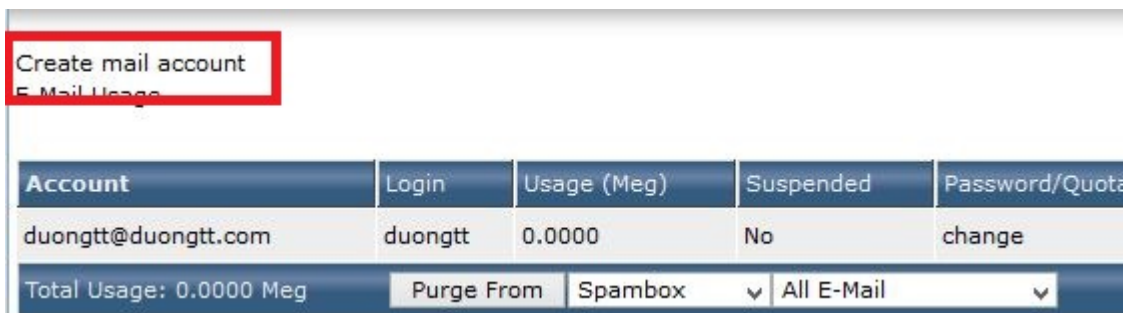 Create mail account
E-Mail Usage
Account Login Usage (Meg) Suspended Password/Quota
duongtt@duongtt.com duongtt 0.0000 No change
Total Usage: 0.0000 Meg Purge From Spambox All E-Mail